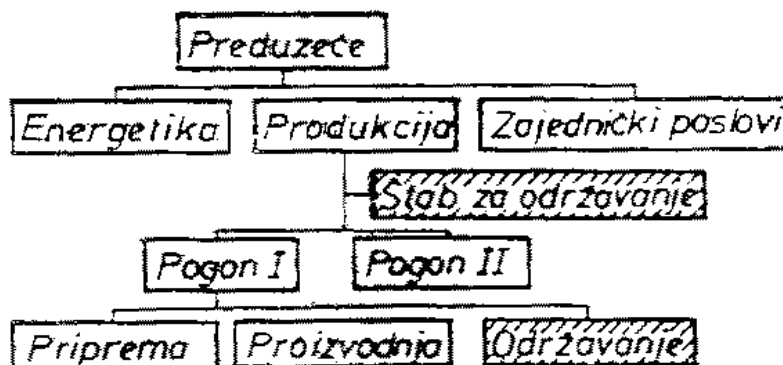 Preduzeće
Energetika Produkcija Zajednički poslovi
Štab za održavanje
Pogon I Pogon II
Priprema Proizvodnja Održavanje